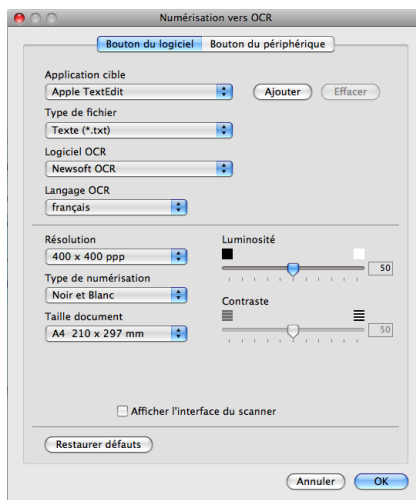 Numérisation vers OCR
Bouton du logiciel Bouton du périphérique
Application cible
Apple TextEdit Ajouter Effacer
Type de fichier
Texte (*.txt)
Logiciel OCR
Newsoft OCR
Langage OCR
français
Résolution Luminosité
400 x 400 ppp
50
Type de numérisation
Noir et Blanc
Contraste
Taille document
A4 210 x 297 mm 50
Afficher l'interface du scanner
Restaurer défauts
Annuler OK